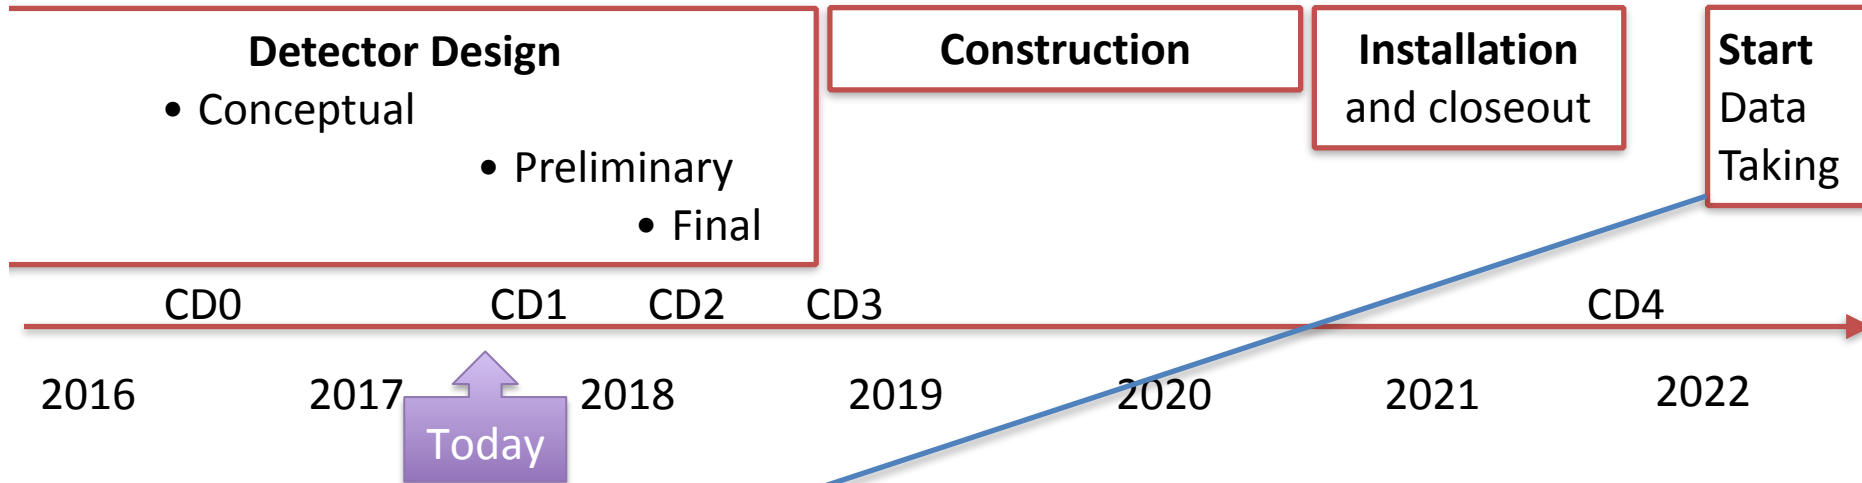 Detector Design
• Conceptual
• Preliminary
• Final
Construction
Installation
and closeout
Start
Data
Taking
CD0 CD1 CD2 CD3 CD4
2016 2017 2018 2019 2020 2021 2022
Today